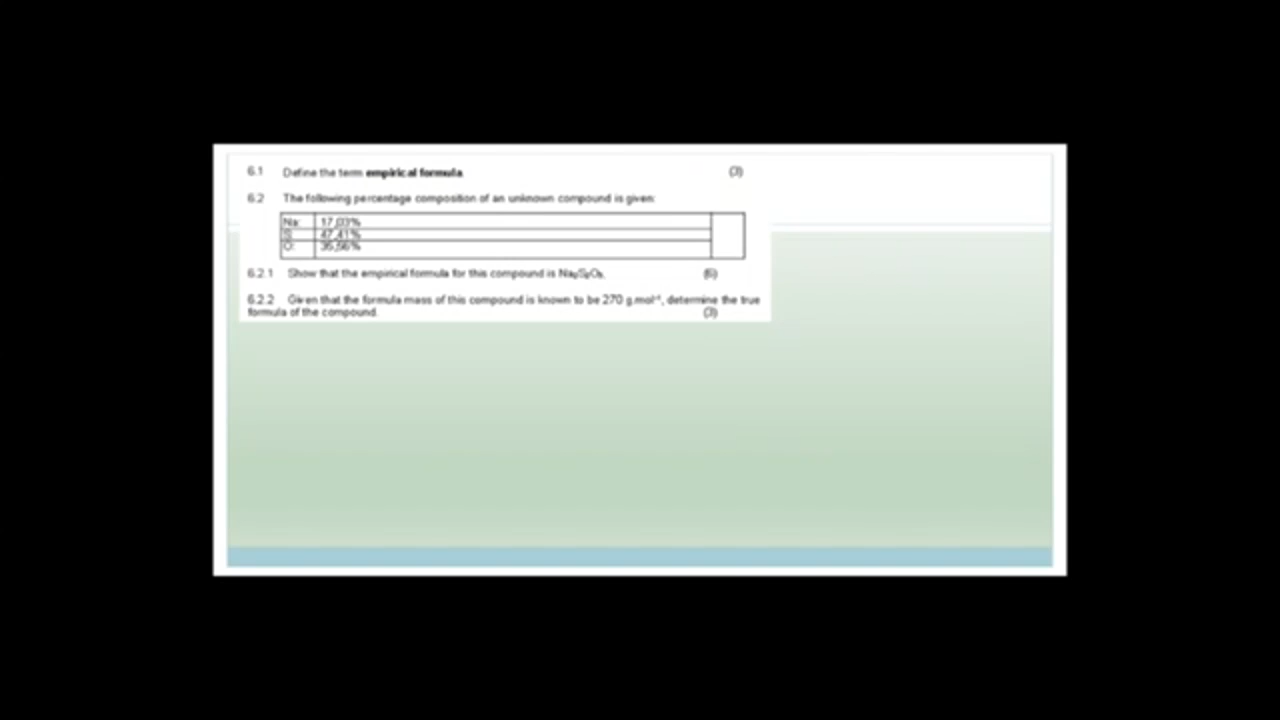 6.1 Define the term empirical formula. (3)
6.2 The following percentage composition of an unknown compound is given:
Na: 17,03%
S: 47,41%
O: 35,56%
6.2.1 Show that the empirical formula for this compound is (6)
6.2.2 Given that the formula mass of this compound is known to be 270 g.mol⁻¹, determine the true
formula of the compound. (3)